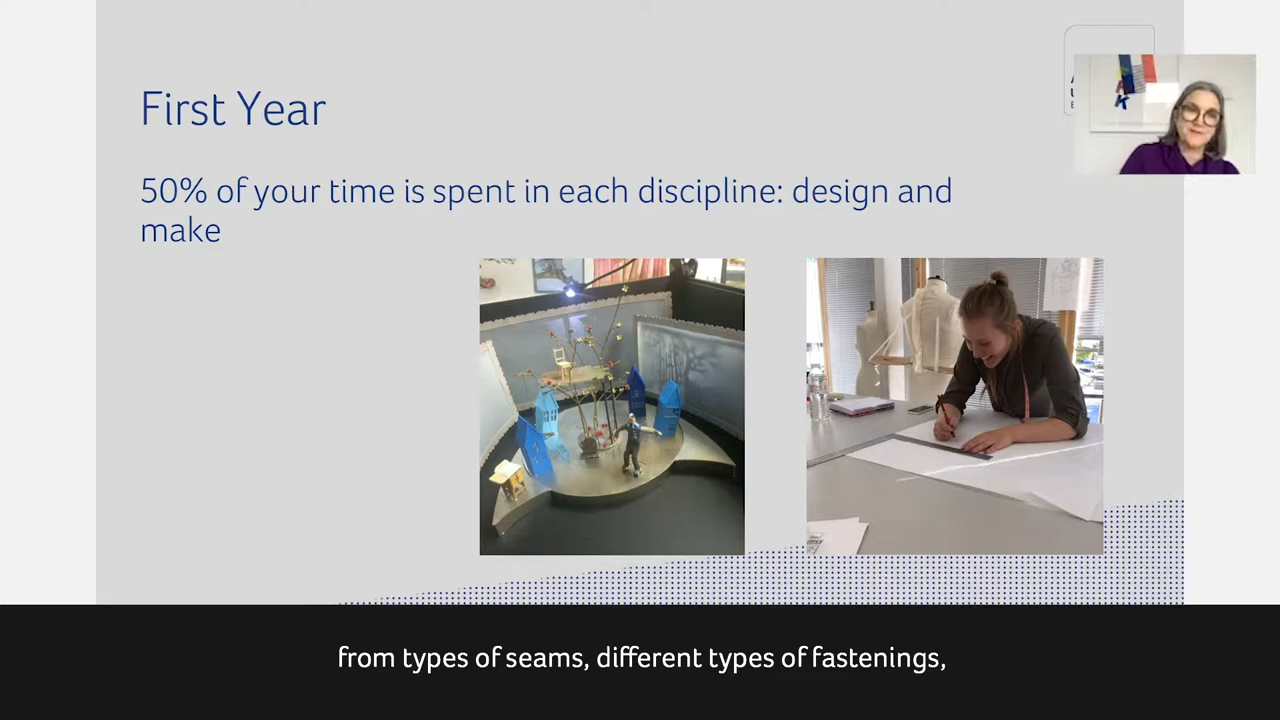 First Year
50% of your time is spent in each discipline: design and
make
from types of seams, different types of fastenings,